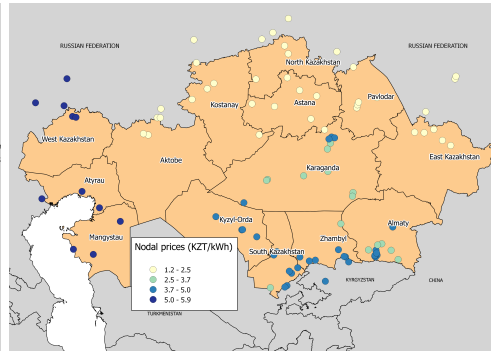 RUSSIAN FEDERATION
RUSSIAN FEDERATION
North Kazakhstan
Kostanay
Astana
Pavlodar
West Kazakhstan
Aktobe
East Kazakhstan
Karaganda
Atyrau
Kyzyl-Orda
Almaty
Mangystau
Zhambyl
South Kazakhstan
Nodal prices (KZT/kWh)
1.2 - 2.5
2.5 - 3.7
3.7 - 5.0
5.0 - 5.9
KYRGYZSTAN
CHINA
TURKMENISTAN